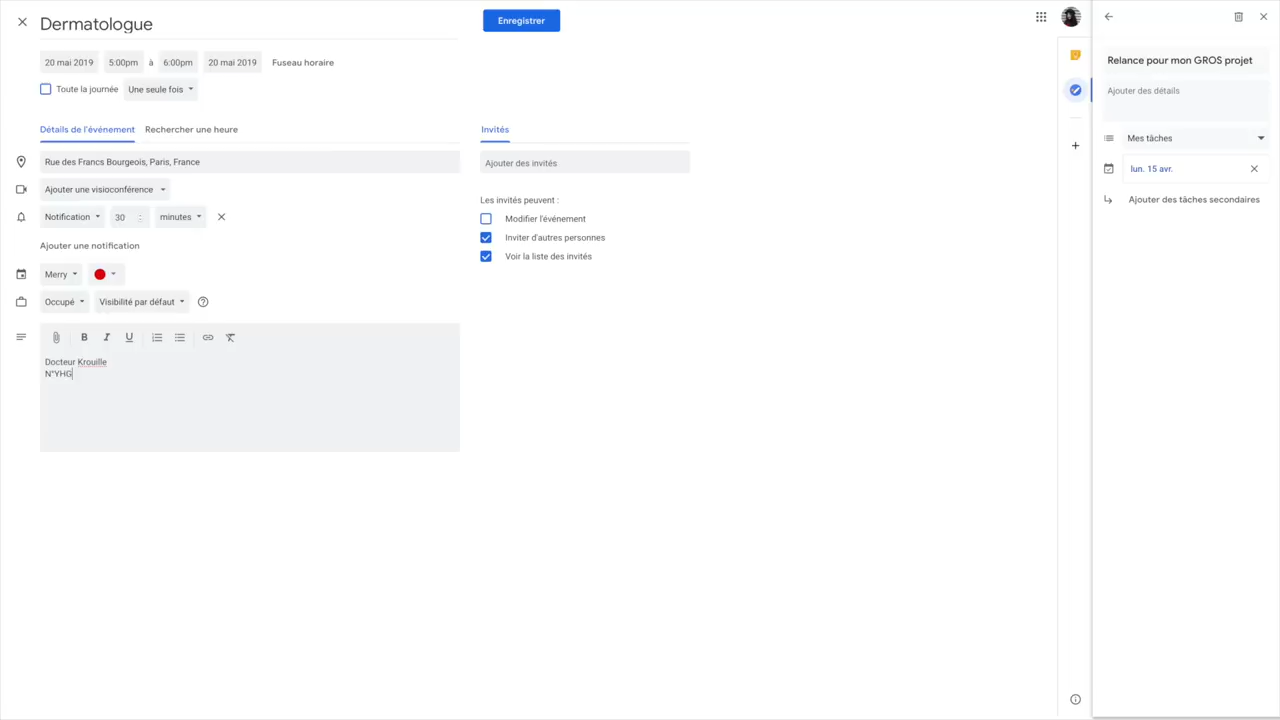 Dermatologue
Enregistrer
20 mai 2019 5:00pm à 6:00pm 20 mai 2019 Fuseau horaire
Toute la journée Une seule fois
Détails de l'événement Rechercher une heure
Rue des Francs Bourgeois, Paris, France
Ajouter une visioconférence
Notification 30 minutes
Ajouter une notification
Merry
Occupé Visibilité par défaut
B I U
Docteur Krouille
N°YHG
Invités
Ajouter des invités
Les invités peuvent :
Modifier l'événement
Inviter d'autres personnes
Voir la liste des invités
Relance pour mon GROS projet
Ajouter des détails
Mes tâches
lun. 15 avr.
Ajouter des tâches secondaires